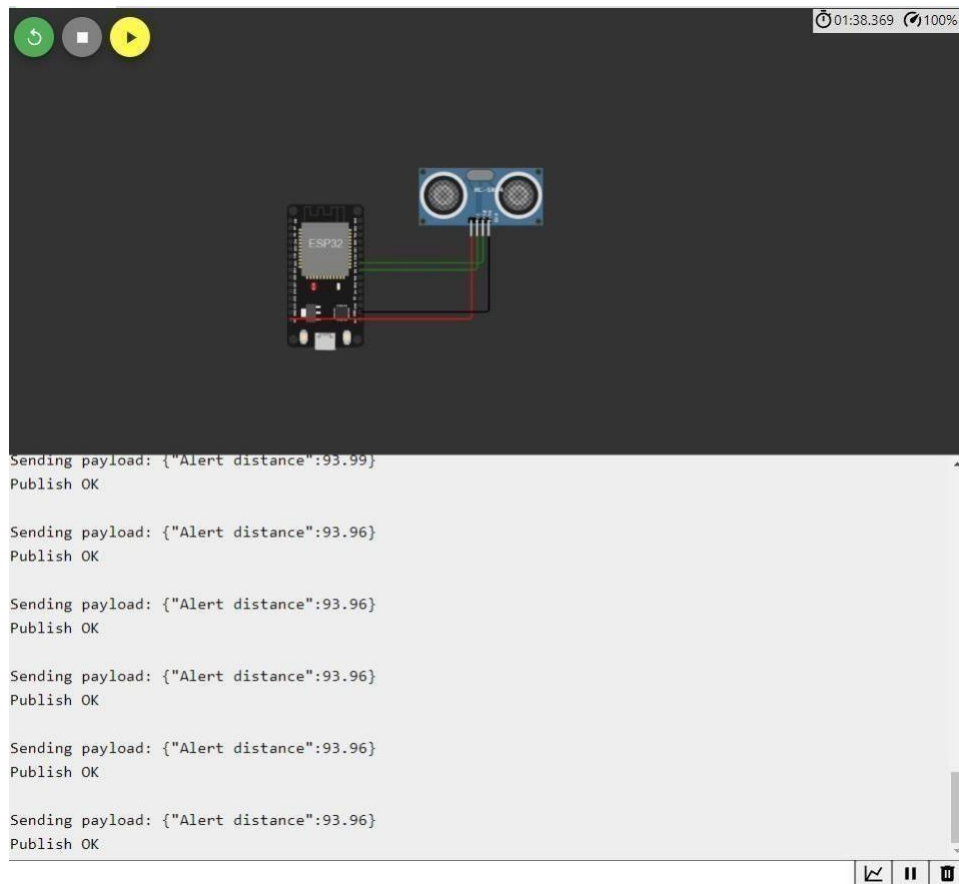 01:38.369 100%
ESP32
Sending payload: {"Alert distance":93.99}
Publish OK
Sending payload: {"Alert distance":93.96}
Publish OK
Sending payload: {"Alert distance":93.96}
Publish OK
Sending payload: {"Alert distance":93.96}
Publish OK
Sending payload: {"Alert distance":93.96}
Publish OK
Sending payload: {"Alert distance":93.96}
Publish OK